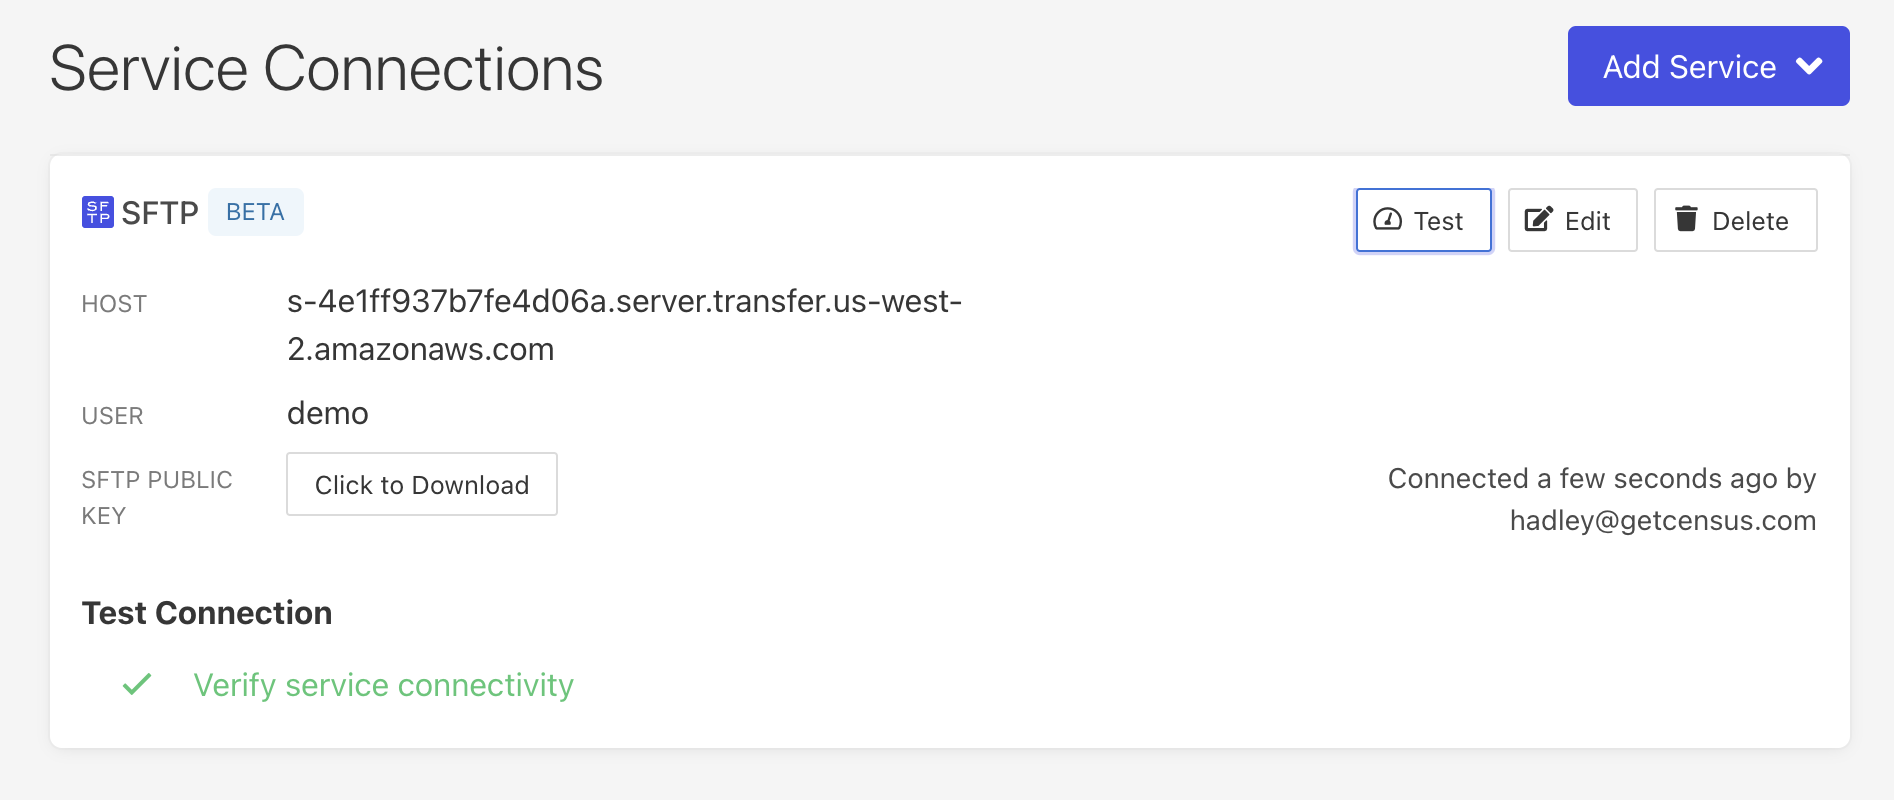 Service Connections
Add Service
SF
TP
SFTP BETA
Test
Edit
Delete
HOST
s-4e1ff937b7fe4d06a.server.transfer.us-west-
2.amazonaws.com
USER
demo
SFTP PUBLIC
KEY
Click to Download
Connected a few seconds ago by
hadley@getcensus.com
Test Connection
Verify service connectivity